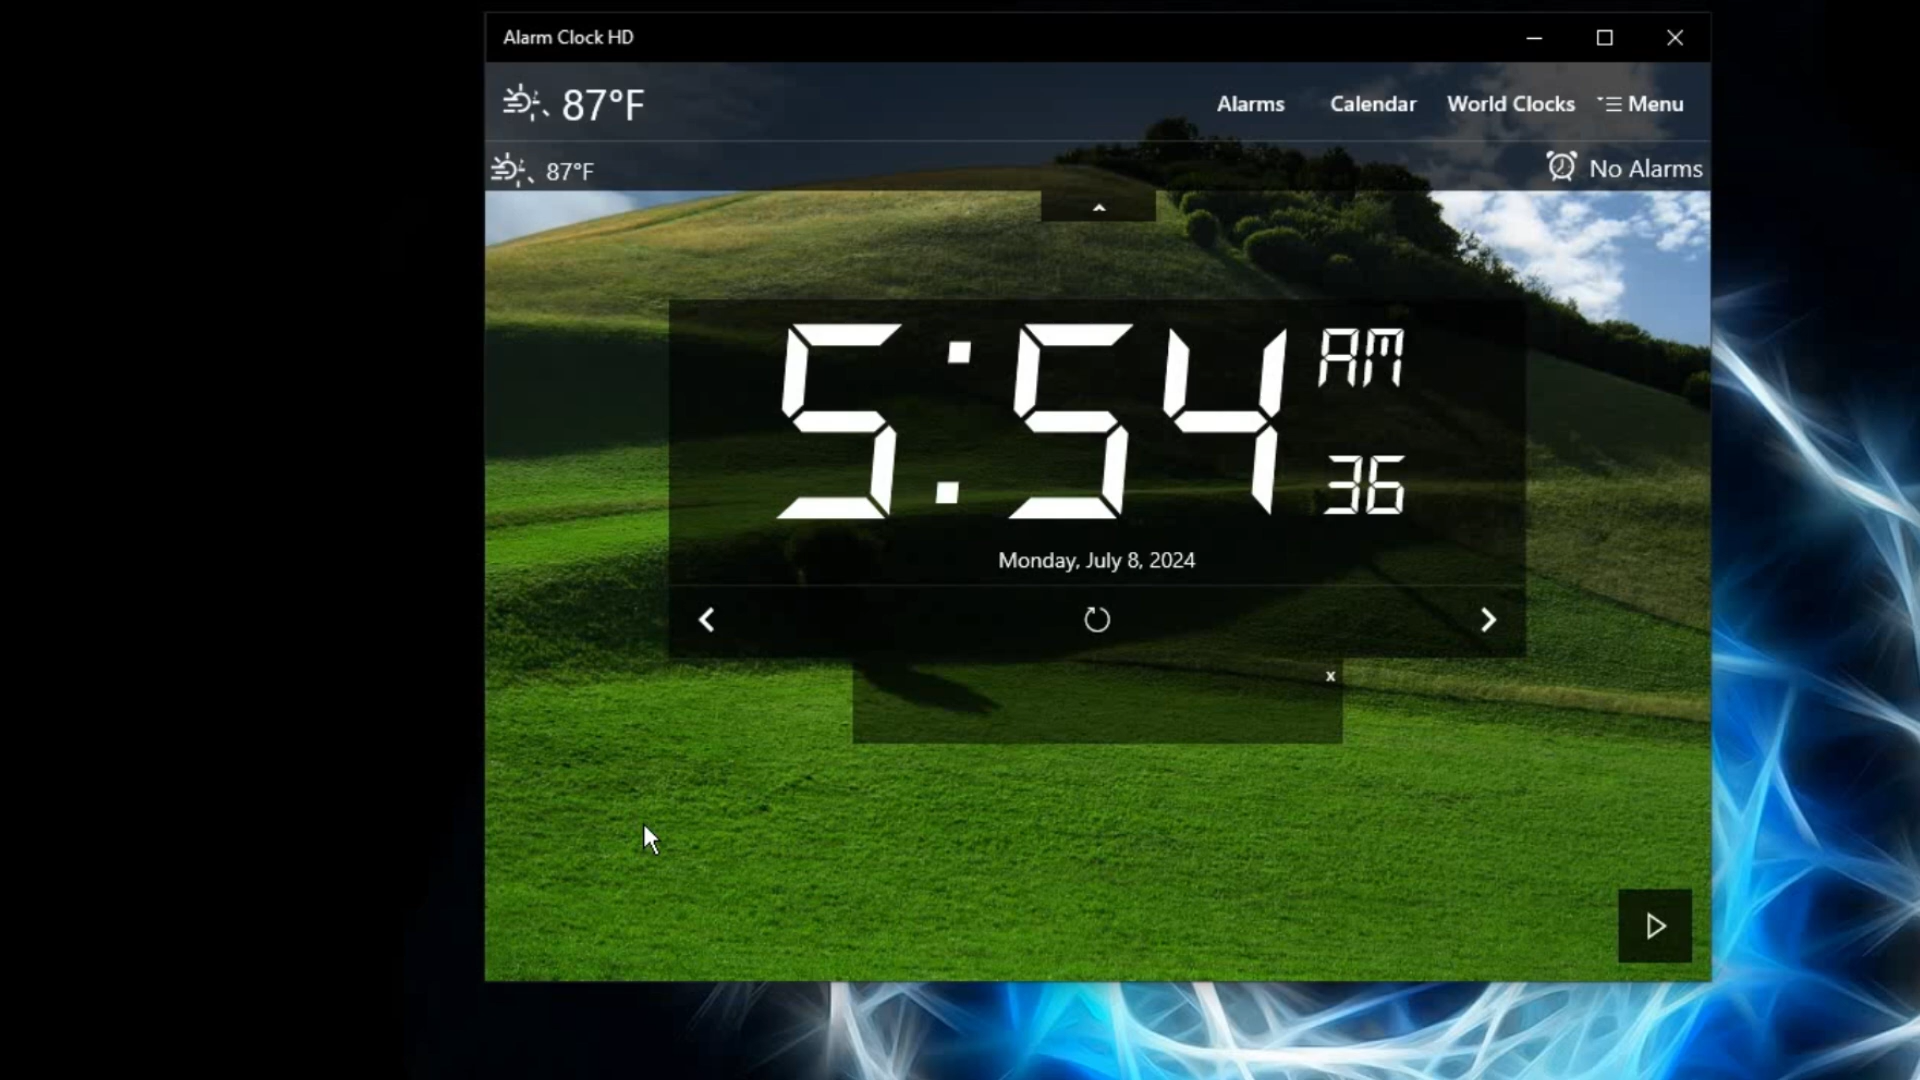 Alarm Clock HD
87°F
Alarms Calendar World Clocks Menu
87°F
No Alarms
5:54 AM
36
Monday, July 8, 2024
x